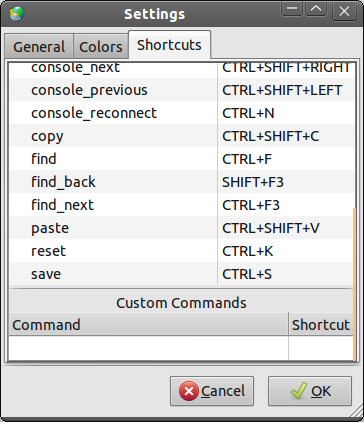 Settings
General Colors Shortcuts
console_next CTRL+SHIFT+RIGHT
console_previous CTRL+SHIFT+LEFT
console_reconnect CTRL+N
copy CTRL+SHIFT+C
find CTRL+F
find_back SHIFT+F3
find_next CTRL+F3
paste CTRL+SHIFT+V
reset CTRL+K
save CTRL+S
Custom Commands
Command Shortcut
Cancel OK